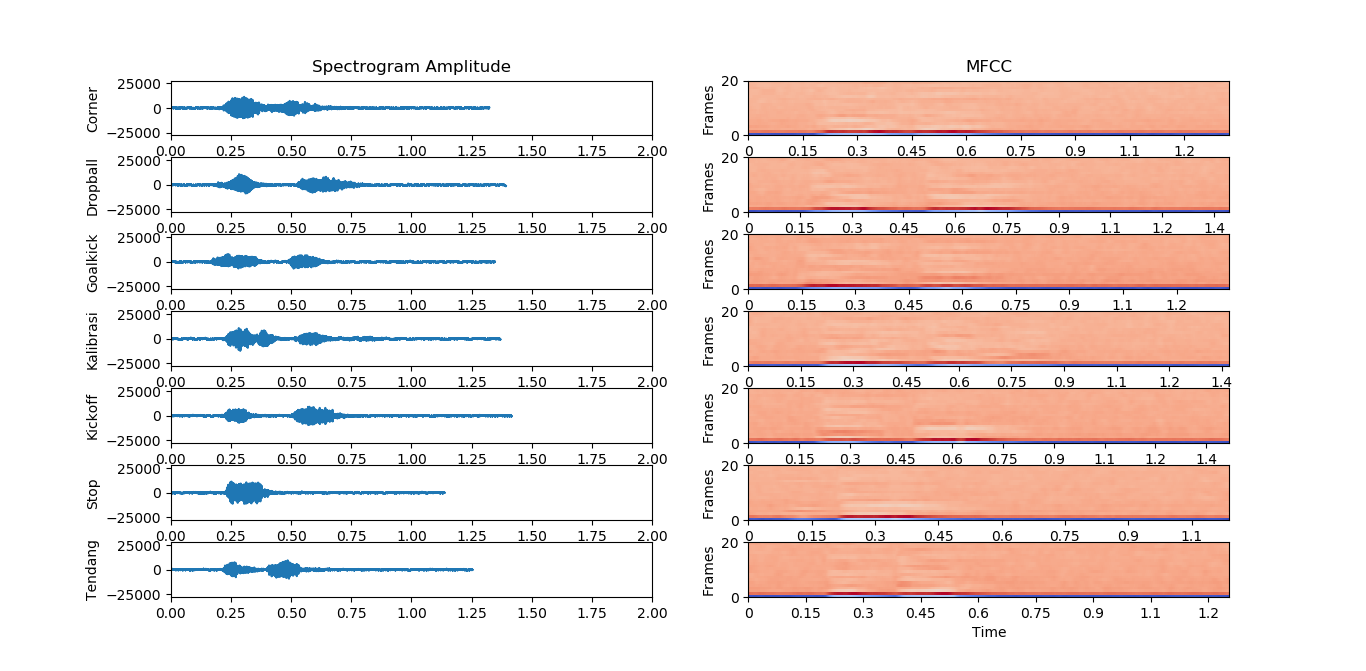 Spectrogram Amplitude MFCC
Corner 25000 0 −25000 Frames 20 0
0.00 0.25 0.50 0.75 1.00 1.25 1.50 1.75 2.00 0 0.15 0.3 0.45 0.6 0.75 0.9 1.1 1.2
Dropball 25000 0 −25000 Frames 20 0
0.00 0.25 0.50 0.75 1.00 1.25 1.50 1.75 2.00 0 0.15 0.3 0.45 0.6 0.75 0.9 1.1 1.2 1.4
Goalkick 25000 0 −25000 Frames 20 0
0.00 0.25 0.50 0.75 1.00 1.25 1.50 1.75 2.00 0 0.15 0.3 0.45 0.6 0.75 0.9 1.1 1.2
Kalibrasi 25000 0 −25000 Frames 20 0
0.00 0.25 0.50 0.75 1.00 1.25 1.50 1.75 2.00 0 0.15 0.3 0.45 0.6 0.75 0.9 1.1 1.2 1.4
Kickoff 25000 0 −25000 Frames 20 0
0.00 0.25 0.50 0.75 1.00 1.25 1.50 1.75 2.00 0 0.15 0.3 0.45 0.6 0.75 0.9 1.1 1.2 1.4
Stop 25000 0 −25000 Frames 20 0
0.00 0.25 0.50 0.75 1.00 1.25 1.50 1.75 2.00 0 0.15 0.3 0.45 0.6 0.75 0.9 1.1
Tendang 25000 0 −25000 Frames 20 0
0.00 0.25 0.50 0.75 1.00 1.25 1.50 1.75 2.00 0 0.15 0.3 0.45 0.6 0.75 0.9 1.1 1.2
Time